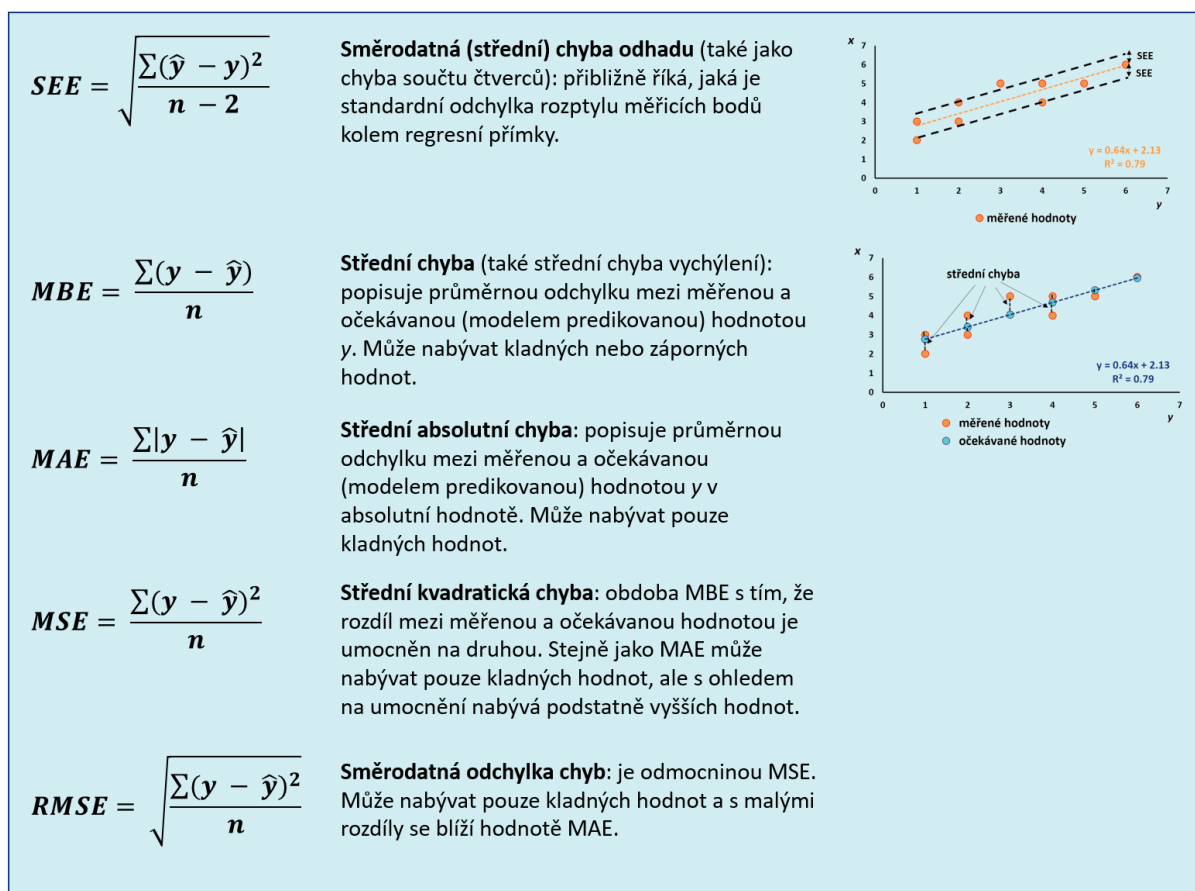 SEE = √(∑(ŷ − y)² / (n − 2))
Směrodatná (střední) chyba odhadu (také jako
chyba součtu čtverců): přibližně říká, jaká je
standardní odchylka rozptylu měřicích bodů
kolem regresní přímky.
x
7
6
5
4
3
2
1
0
SEE
SEE
y = 0.64x + 2.13
R² = 0.79
0 1 2 3 4 5 6 7
y
měřené hodnoty
MBE = ∑(y − ŷ) / n
Střední chyba (také střední chyba vychýlení):
popisuje průměrnou odchylku mezi měřenou a
očekávanou (modelem predikovanou) hodnotou
y. Může nabývat kladných nebo záporných
hodnot.
x
7
6
5
4
3
2
1
0
střední chyba
y = 0.64x + 2.13
R² = 0.79
0 1 2 3 4 5 6 7
y
měřené hodnoty
očekávané hodnoty
MAE = ∑|y − ŷ| / n
Střední absolutní chyba: popisuje průměrnou
odchylku mezi měřenou a očekávanou
(modelem predikovanou) hodnotou y v
absolutní hodnotě. Může nabývat pouze
kladných hodnot.
MSE = ∑(y − ŷ)² / n
Střední kvadratická chyba: obdoba MBE s tím, že
rozdíl mezi měřenou a očekávanou hodnotou je
umocněn na druhou. Stejně jako MAE může
nabývat pouze kladných hodnot, ale s ohledem
na umocnění nabývá podstatně vyšších hodnot.
RMSE = √(∑(y − ŷ)² / n)
Směrodatná odchylka chyb: je odmocninou MSE.
Může nabývat pouze kladných hodnot a s malými
rozdíly se blíží hodnotě MAE.